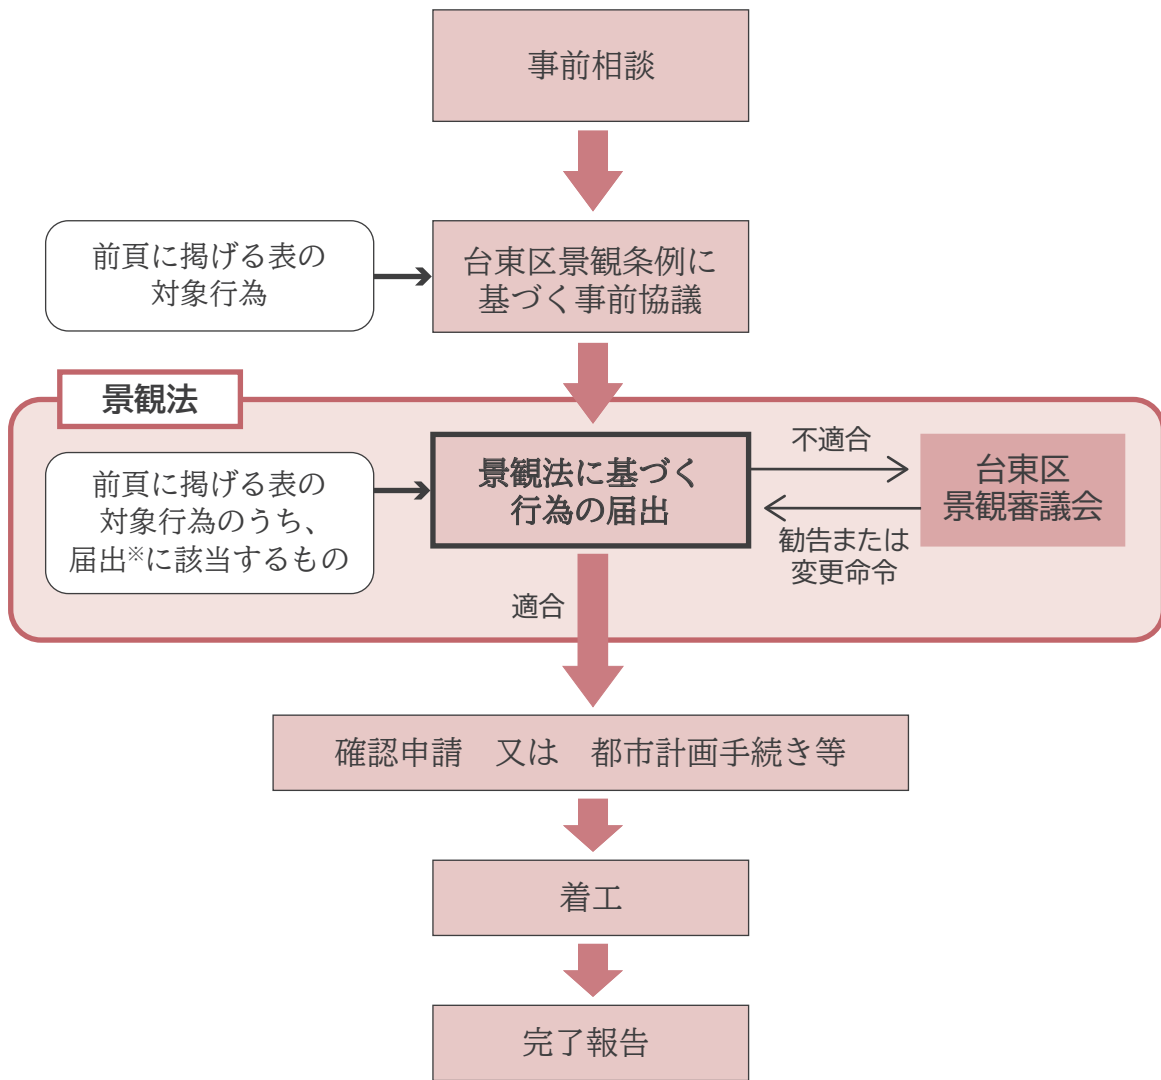 事前相談
前頁に掲げる表の
対象行為
台東区景観条例に
基づく事前協議
景観法
前頁に掲げる表の
対象行為のうち、
届出※に該当するもの
景観法に基づく
行為の届出
不適合
勧告または
変更命令
台東区
景観審議会
適合
確認申請　又は　都市計画手続き等
着工
完了報告